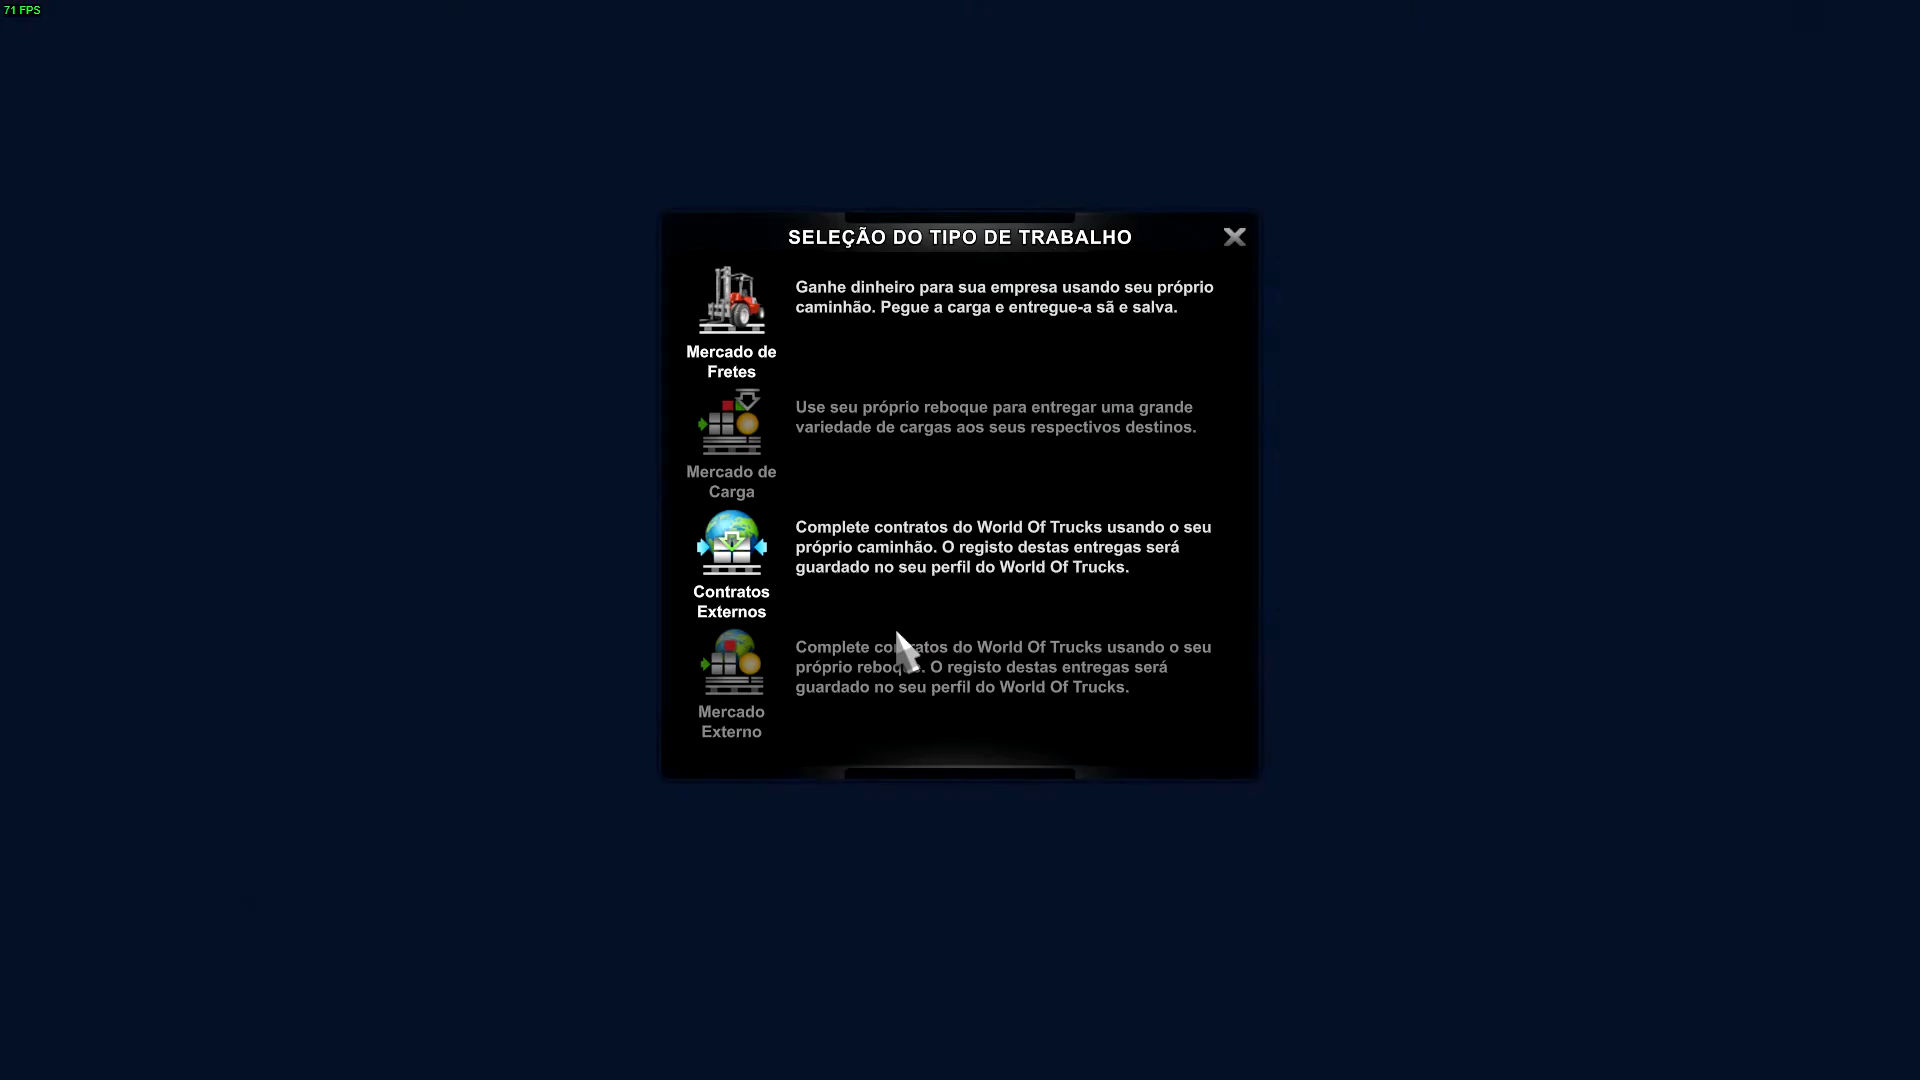 71 FPS
SELEÇÃO DO TIPO DE TRABALHO
Ganhe dinheiro para sua empresa usando seu próprio
caminhão. Pegue a carga e entregue-a sã e salva.
Mercado de
Fretes
Use seu próprio reboque para entregar uma grande
variedade de cargas aos seus respectivos destinos.
Mercado de
Carga
Complete contratos do World Of Trucks usando o seu
próprio caminhão. O registo destas entregas será
guardado no seu perfil do World Of Trucks.
Contratos
Externos
Complete contratos do World Of Trucks usando o seu
próprio reboque. O registo destas entregas será
guardado no seu perfil do World Of Trucks.
Mercado
Externo